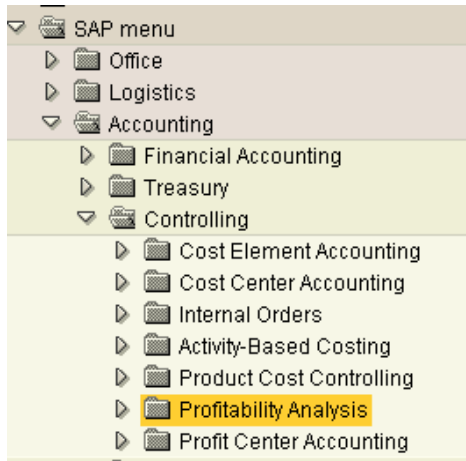 SAP menu
Office
Logistics
Accounting
Financial Accounting
Treasury
Controlling
Cost Element Accounting
Cost Center Accounting
Internal Orders
Activity-Based Costing
Product Cost Controlling
Profitability Analysis
Profit Center Accounting